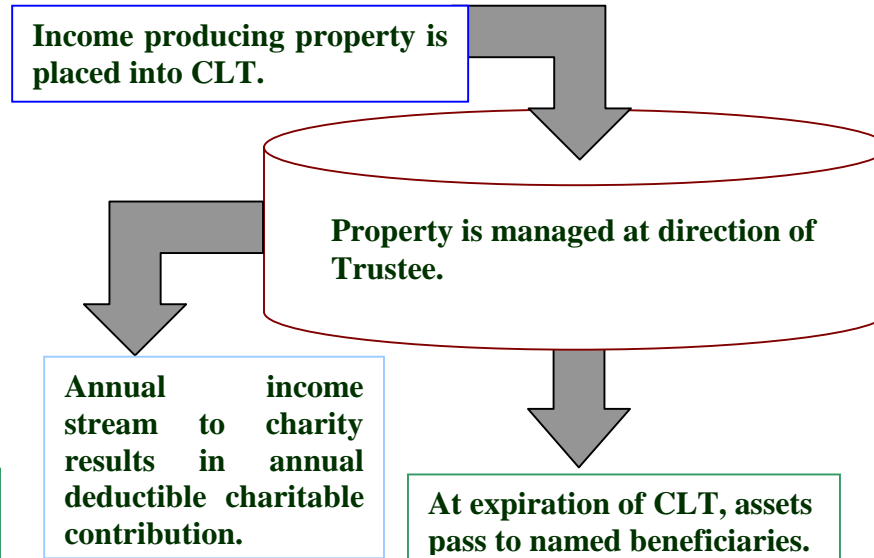 Income producing property is
placed into CLT.
Property is managed at direction of
Trustee.
Annual income
stream to charity
results in annual
deductible charitable
contribution.
At expiration of CLT, assets
pass to named beneficiaries.